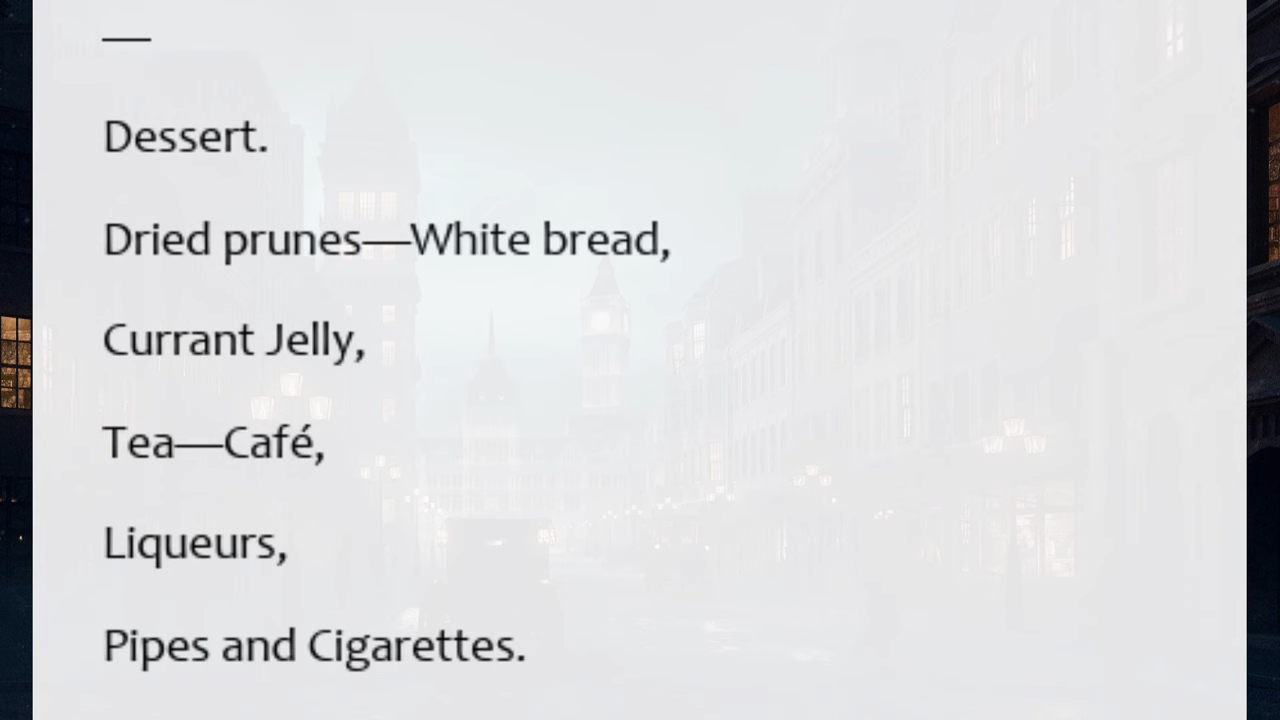 —
Dessert.
Dried prunes—White bread,
Currant Jelly,
Tea—Café,
Liqueurs,
Pipes and Cigarettes.